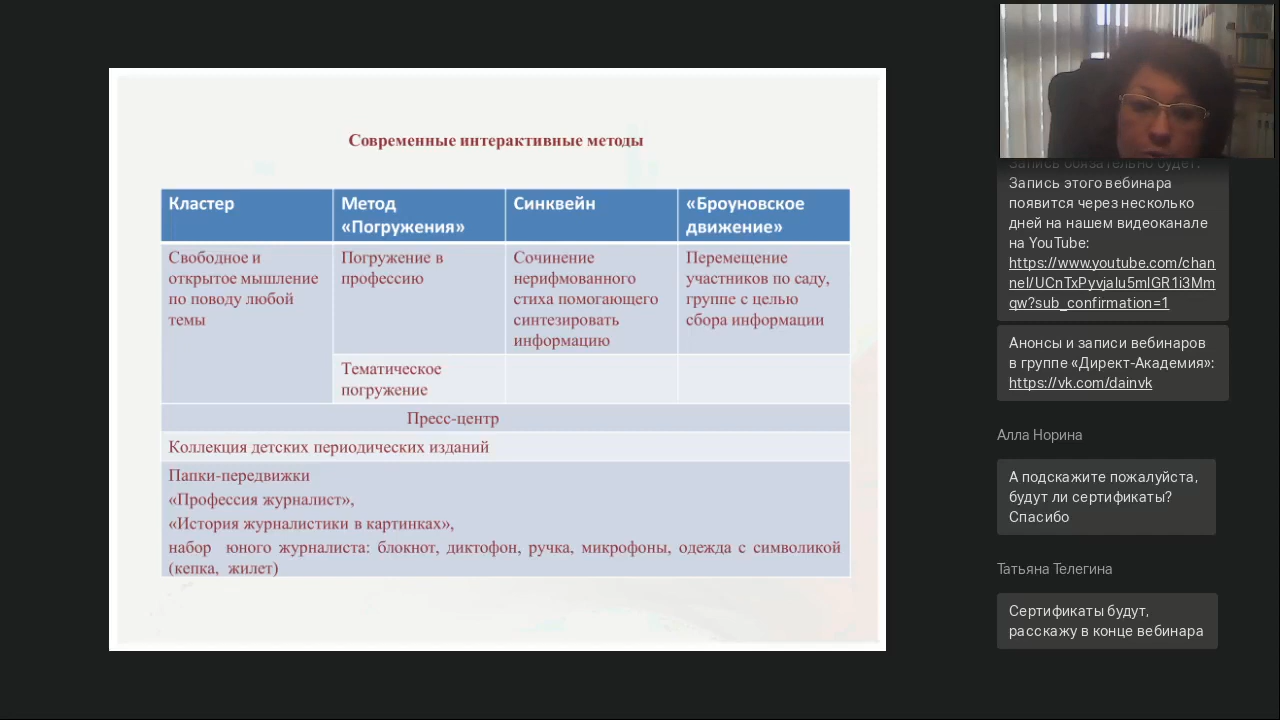 Современные интерактивные методы
Кластер
Метод
«Погружения»
Синквейн
«Броуновское
движение»
Свободное и
открытое мышление
по поводу любой
темы
Погружение в
профессию
Сочинение
нерифмованного
стиха помогающего
синтезировать
информацию
Перемещение
участников по саду,
группе с целью
сбора информации
Тематическое
погружение
Пресс-центр
Коллекция детских периодических изданий
Папки-передвижки
«Профессия журналист»,
«История журналистики в картинках»,
набор юного журналиста: блокнот, диктофон, ручка, микрофоны, одежда с символикой
(кепка, жилет)
Запись обязательно будет.
Запись этого вебинара
появится через несколько
дней на нашем видеоканале
на YouTube:
https://www.youtube.com/chan
nel/UCnTxPyvjaIu5mlGR1i3Mm
qw?sub_confirmation=1
Анонсы и записи вебинаров
в группе «Директ-Академия»:
https://vk.com/dainvk
Алла Норина
А подскажите пожалуйста,
будут ли сертификаты?
Спасибо
Татьяна Телегина
Сертификаты будут,
расскажу в конце вебинара